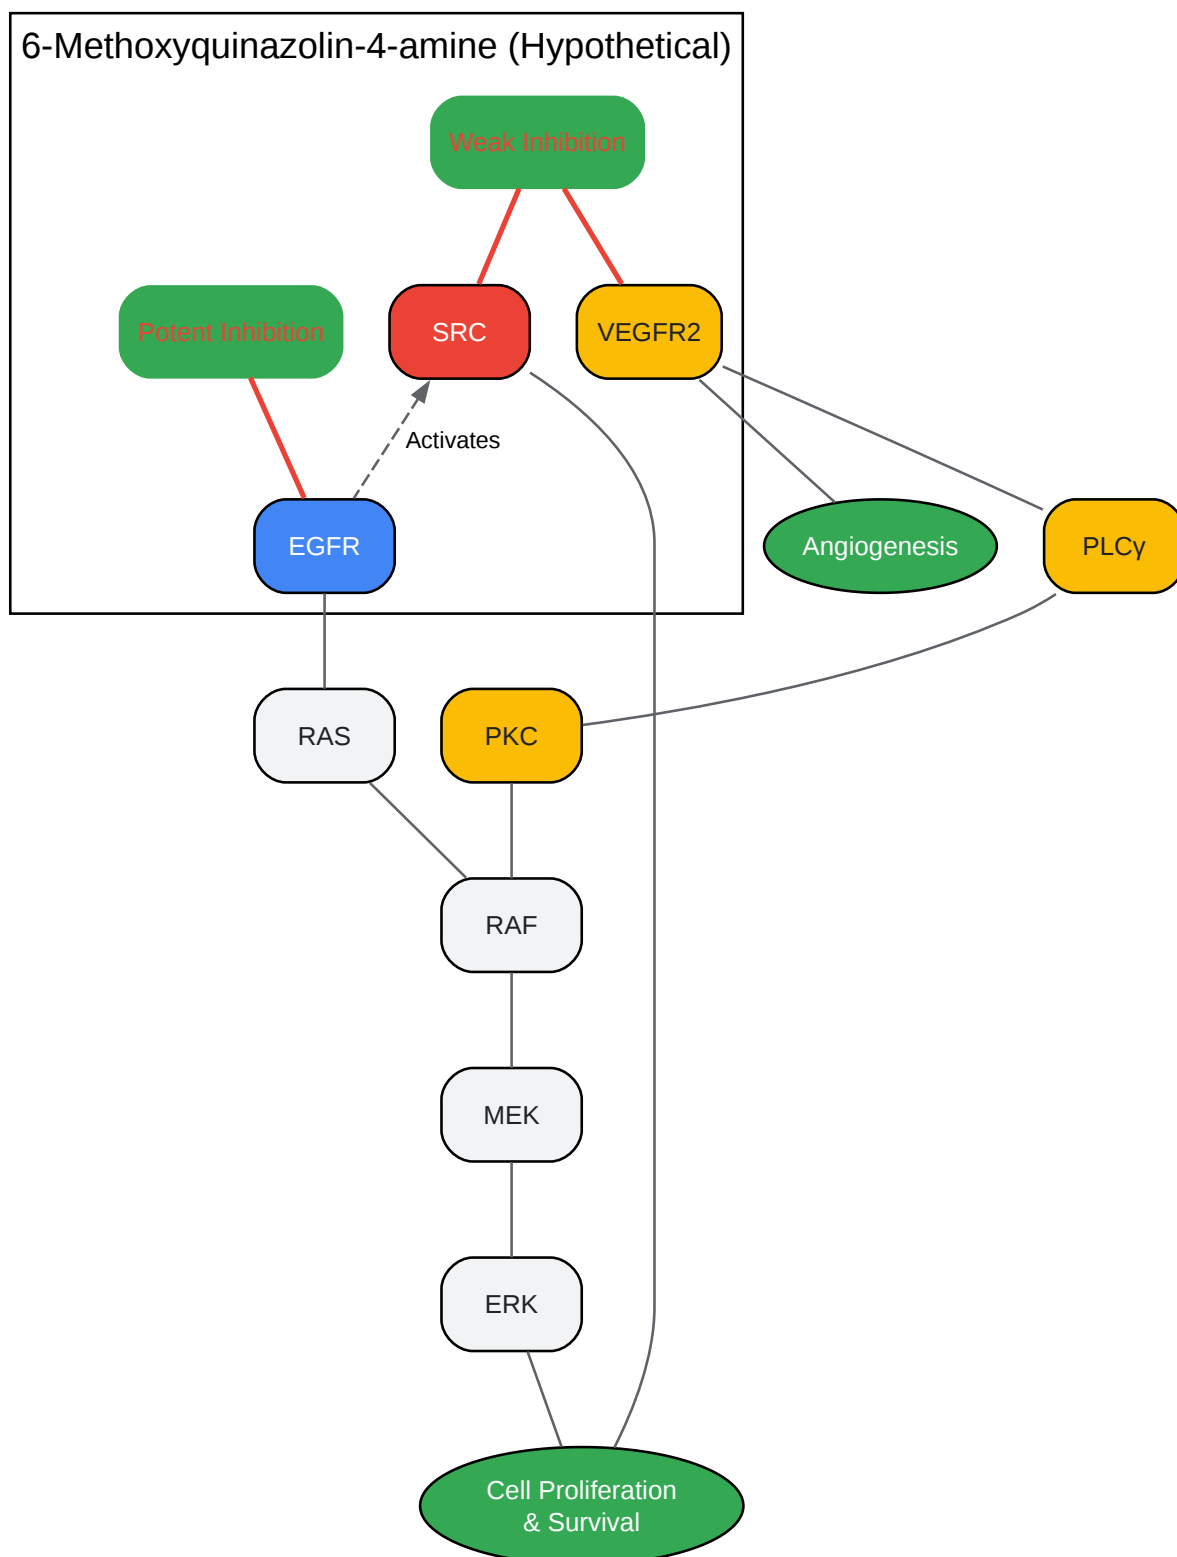 6-Methoxyquinazolin-4-amine (Hypothetical)
Weak Inhibition
Potent Inhibition
SRC
VEGFR2
Activates
EGFR
Angiogenesis
PLCγ
RAS
PKC
RAF
MEK
ERK
Cell Proliferation
& Survival